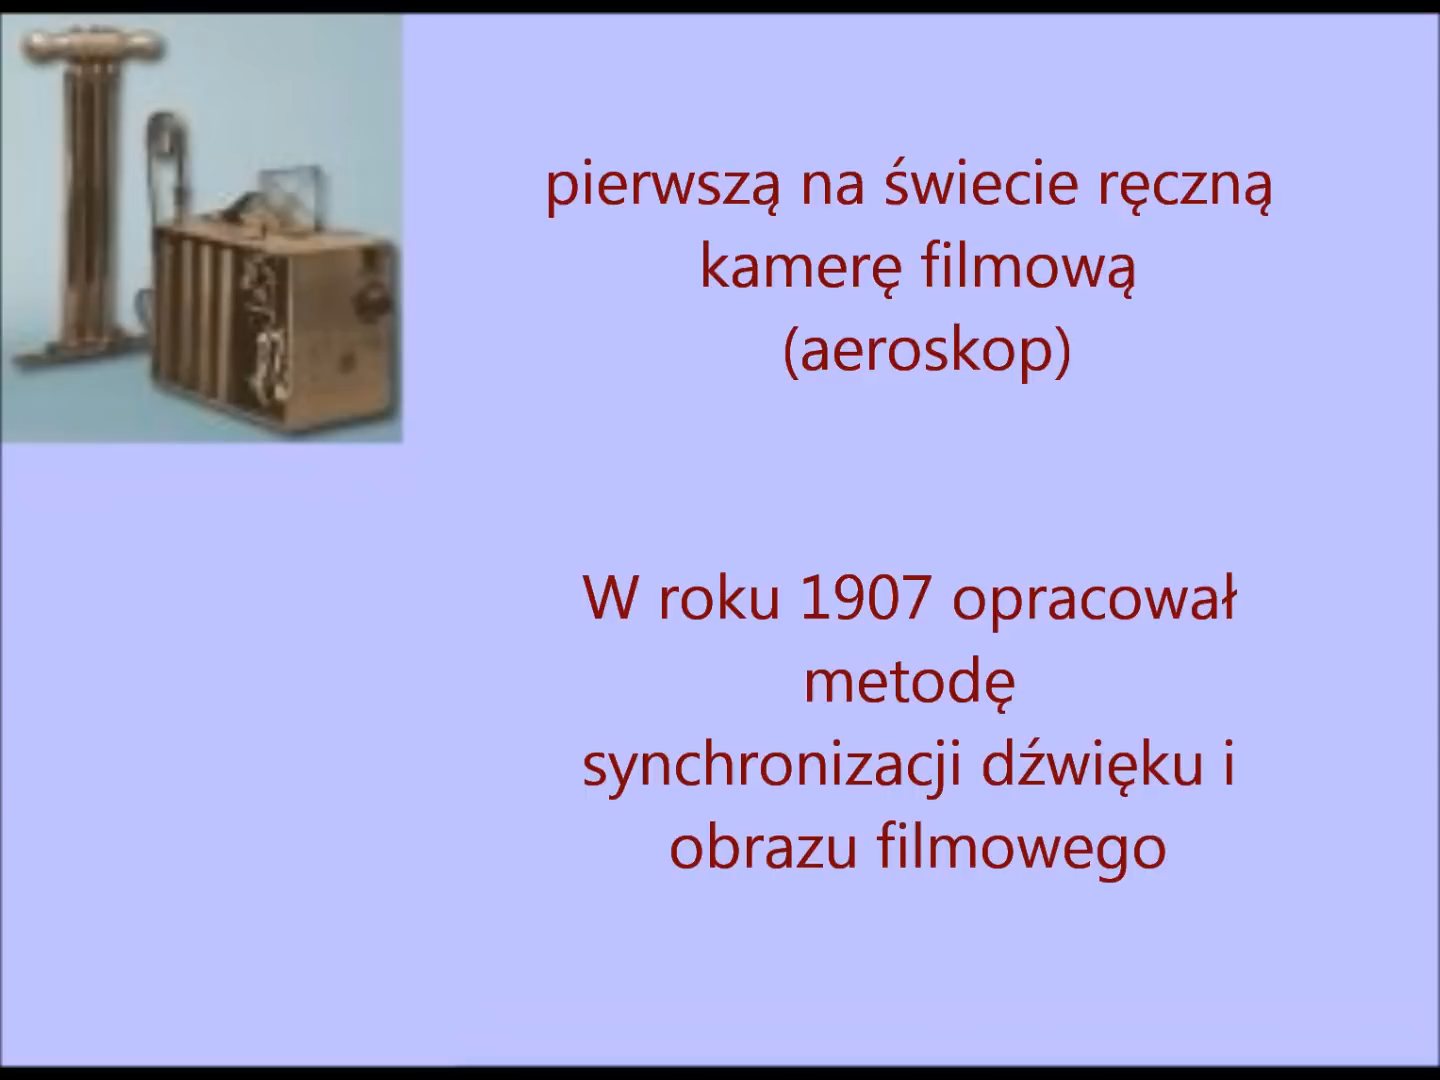 pierwszą na świecie ręczną
kamerę filmową
(aeroskop)
W roku 1907 opracował
metodę
synchronizacji dźwięku i
obrazu filmowego